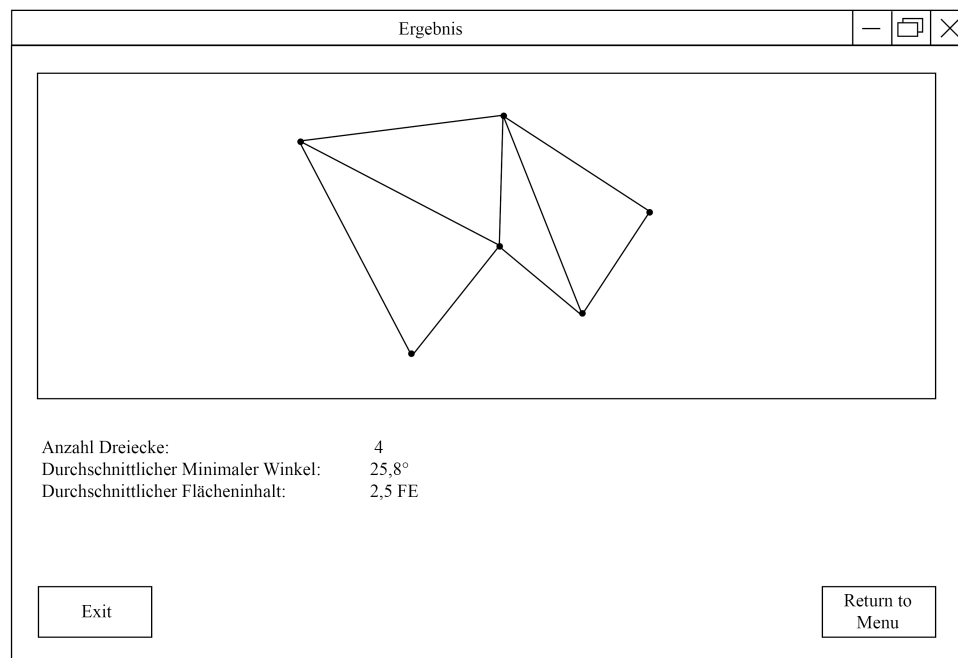 Ergebnis
Anzahl Dreiecke: 4
Durchschnittlicher Minimaler Winkel: 25,8°
Durchschnittlicher Flächeninhalt: 2,5 FE
Exit
Return to
Menu